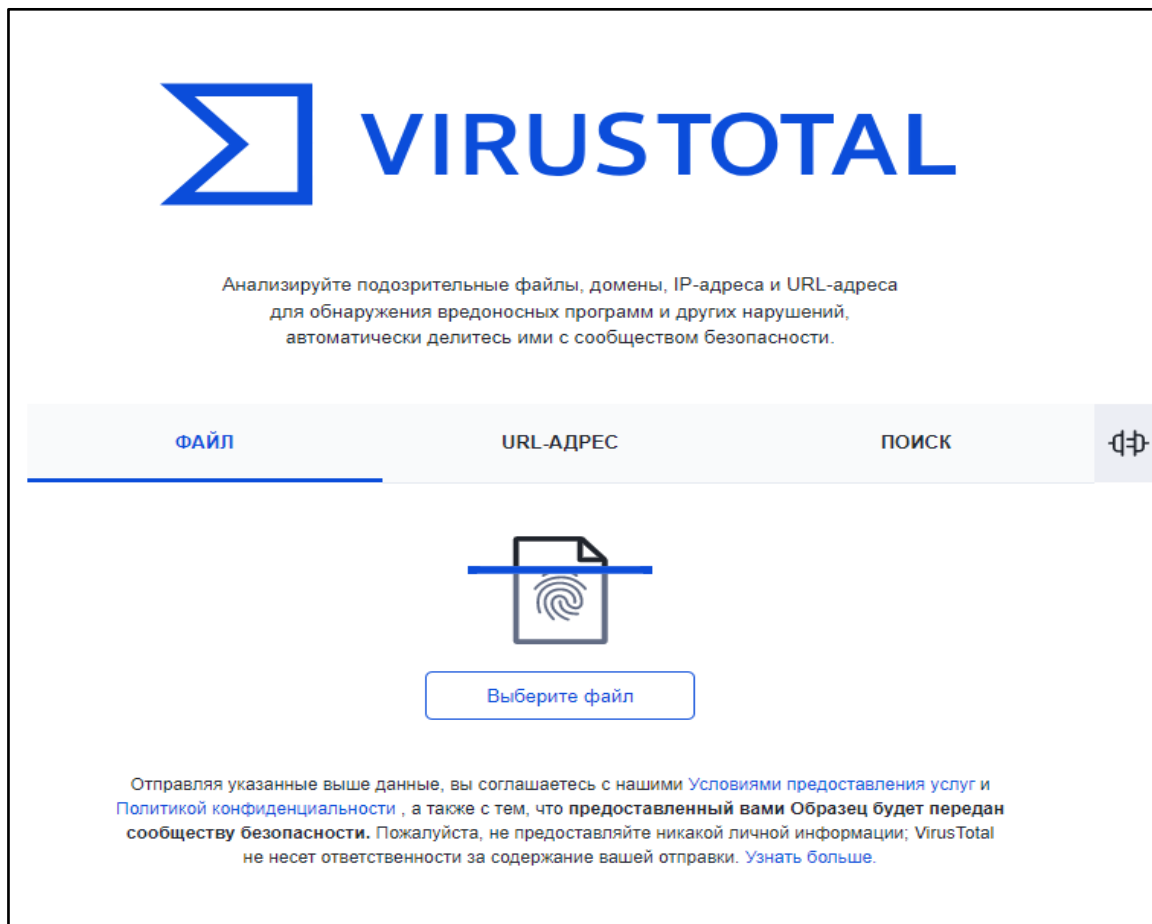 VIRUSTOTAL
Анализируйте подозрительные файлы, домены, IP-адреса и URL-адреса
для обнаружения вредоносных программ и других нарушений,
автоматически делитесь ими с сообществом безопасности.
ФАЙЛ URL-АДРЕС ПОИСК
Выберите файл
Отправляя указанные выше данные, вы соглашаетесь с нашими Условиями предоставления услуг и
Политикой конфиденциальности , а также с тем, что предоставленный вами Образец будет передан
сообществу безопасности. Пожалуйста, не предоставляйте никакой личной информации; VirusTotal
не несет ответственности за содержание вашей отправки. Узнать больше.